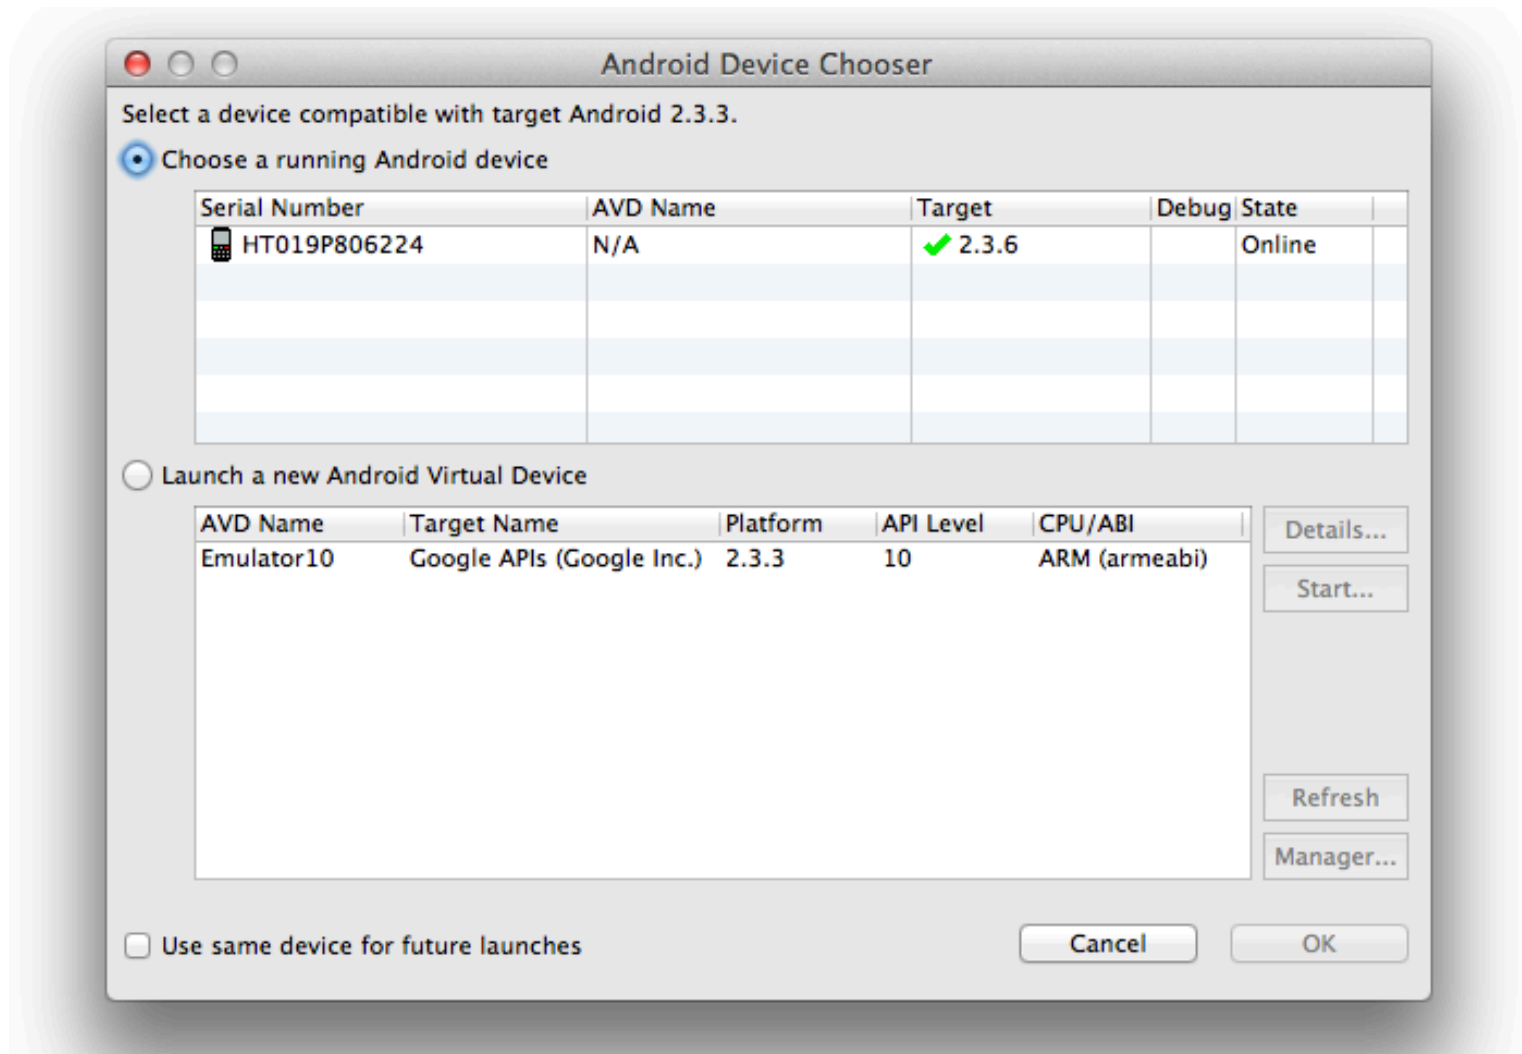 Android Device Chooser
Select a device compatible with target Android 2.3.3.
Choose a running Android device
Serial Number AVD Name Target Debug State
HT019P806224 N/A 2.3.6 Online
Launch a new Android Virtual Device
AVD Name Target Name Platform API Level CPU/ABI
Details...
Emulator10 Google APIs (Google Inc.) 2.3.3 10 ARM (armeabi)
Start...
Refresh
Manager...
Use same device for future launches
Cancel OK